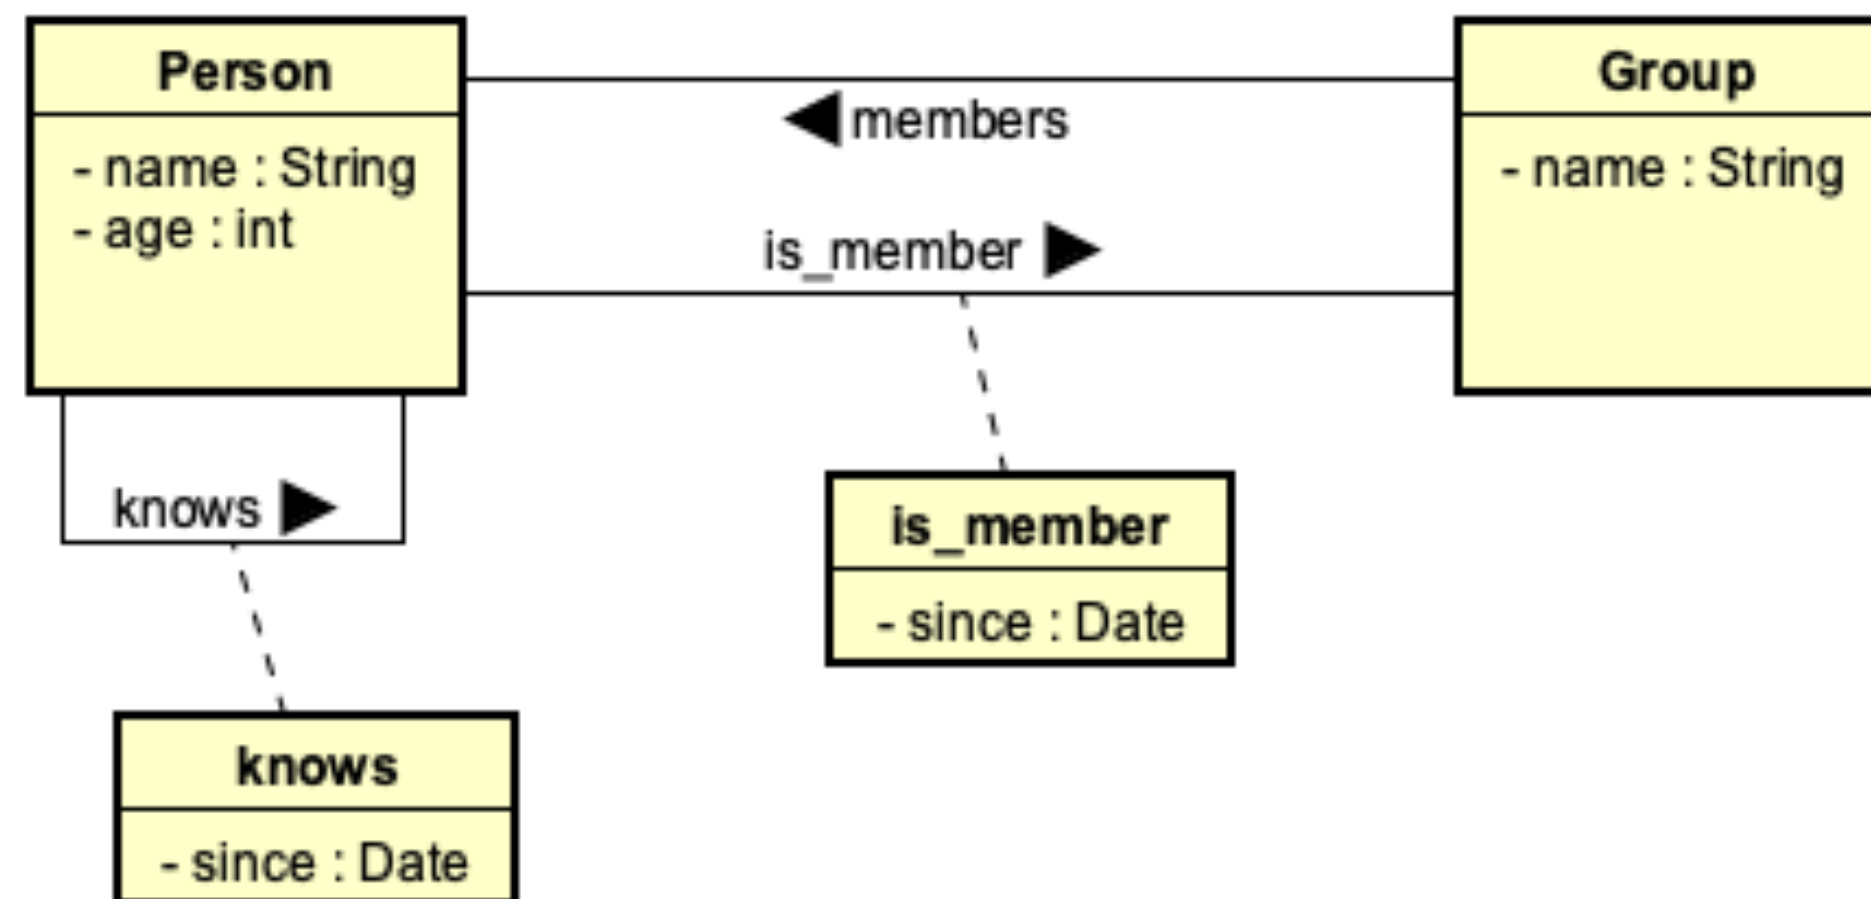 Person
- name : String
- age : int
members
is_member
Group
- name : String
knows
is_member
- since : Date
knows
- since : Date